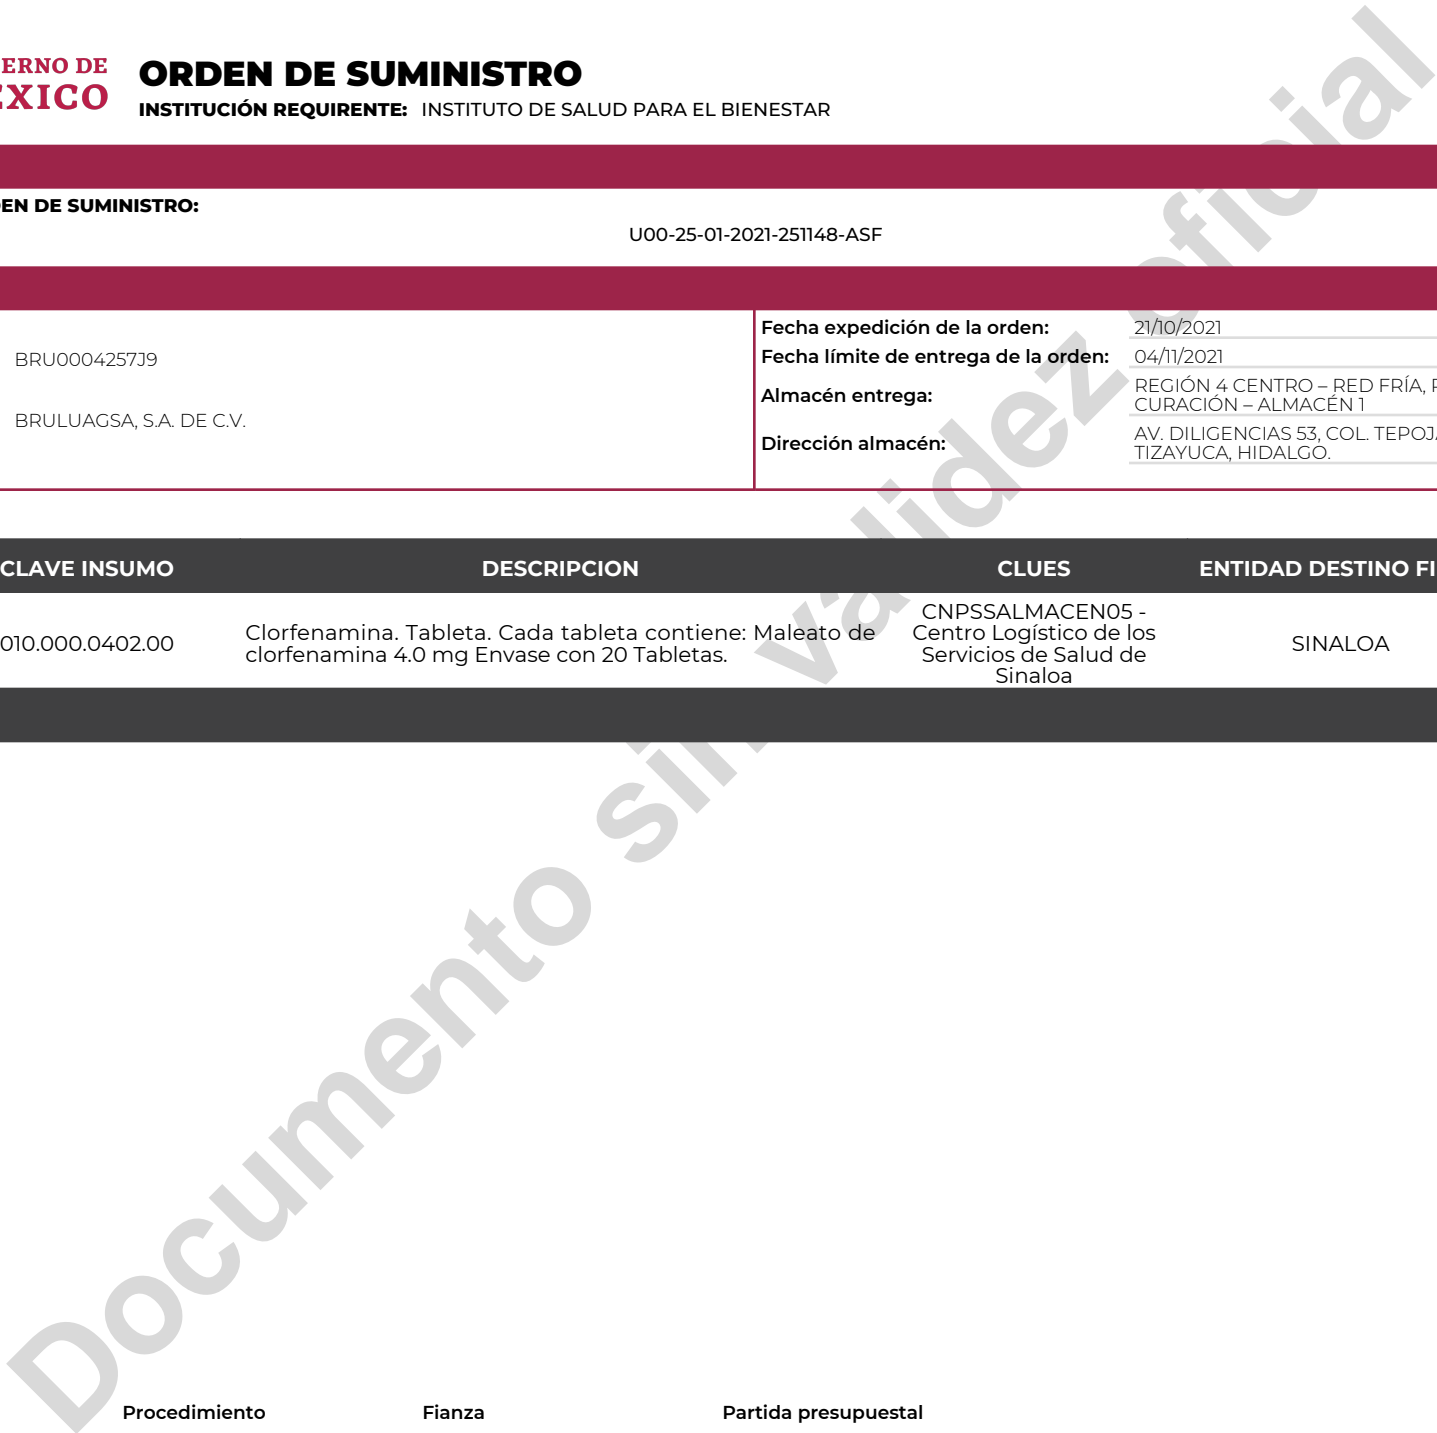 ERNO DE
EXICO
ORDEN DE SUMINISTRO
INSTITUCIÓN REQUIRENTE: INSTITUTO DE SALUD PARA EL BIENESTAR
EN DE SUMINISTRO:
U00-25-01-2021-251148-ASF
BRU0004257J9
BRULUAGSA, S.A. DE C.V.
Fecha expedición de la orden: 21/10/2021
Fecha límite de entrega de la orden: 04/11/2021
Almacén entrega: REGIÓN 4 CENTRO – RED FRÍA,
CURACIÓN – ALMACÉN 1
Dirección almacén: AV. DILIGENCIAS 53, COL. TEPOJA
TIZAYUCA, HIDALGO.
CLAVE INSUMO DESCRIPCION CLUES ENTIDAD DESTINO FI
010.000.0402.00
Clorfenamina. Tableta. Cada tableta contiene: Maleato de
clorfenamina 4.0 mg Envase con 20 Tabletas.
CNPSSALMACEN05 -
Centro Logístico de los
Servicios de Salud de
Sinaloa
SINALOA
Documento sin validez oficial
Procedimiento Fianza Partida presupuestal